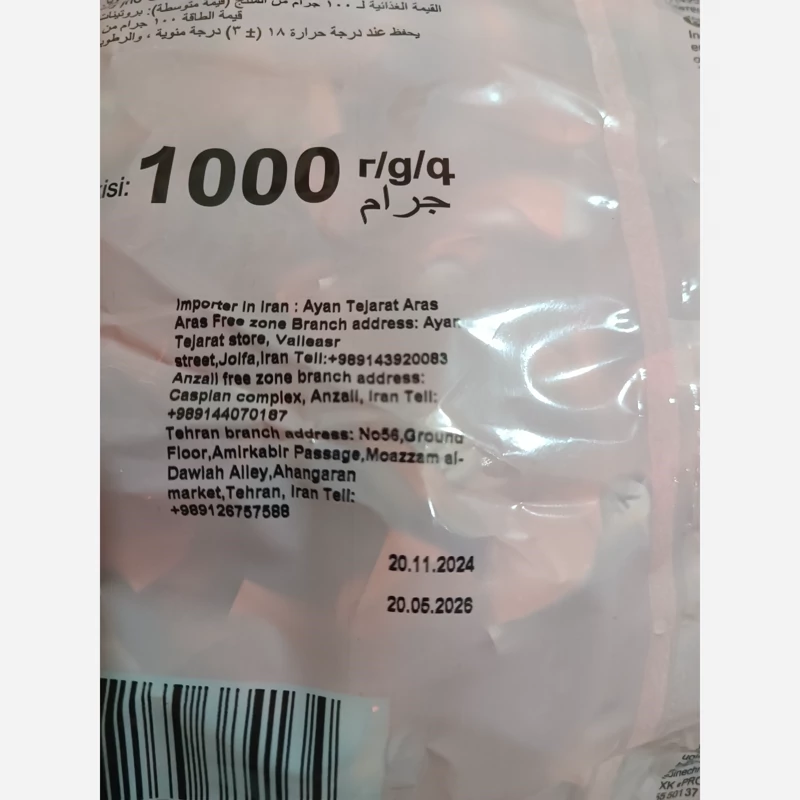 القيمة الغذائية لـ ١٠٠ جرام من المنتج (قيمة متوسطة): بروتينات
قيمة الطاقة ١٠٠ جرام من
يحفظ عند درجة حرارة ١٨ (± ٣) درجة مئوية ، والرطوب
isi: 1000 r/g/q
جرام
Importer in Iran : Ayan Tejarat Aras
Aras Free zone Branch address: Ayan
Tejarat store, Valieasr
street,Jolfa,Iran Tell:+989143920083
Anzali free zone branch address:
Caspian complex, Anzali, Iran Tell:
+989144070187
Tehran branch address: No56,Ground
Floor,Amirkabir Passage,Moazzam al-
Dawlah Alley,Ahangaran
market,Tehran, Iran Tell:
+989126757588
20.11.2024
20.05.2026